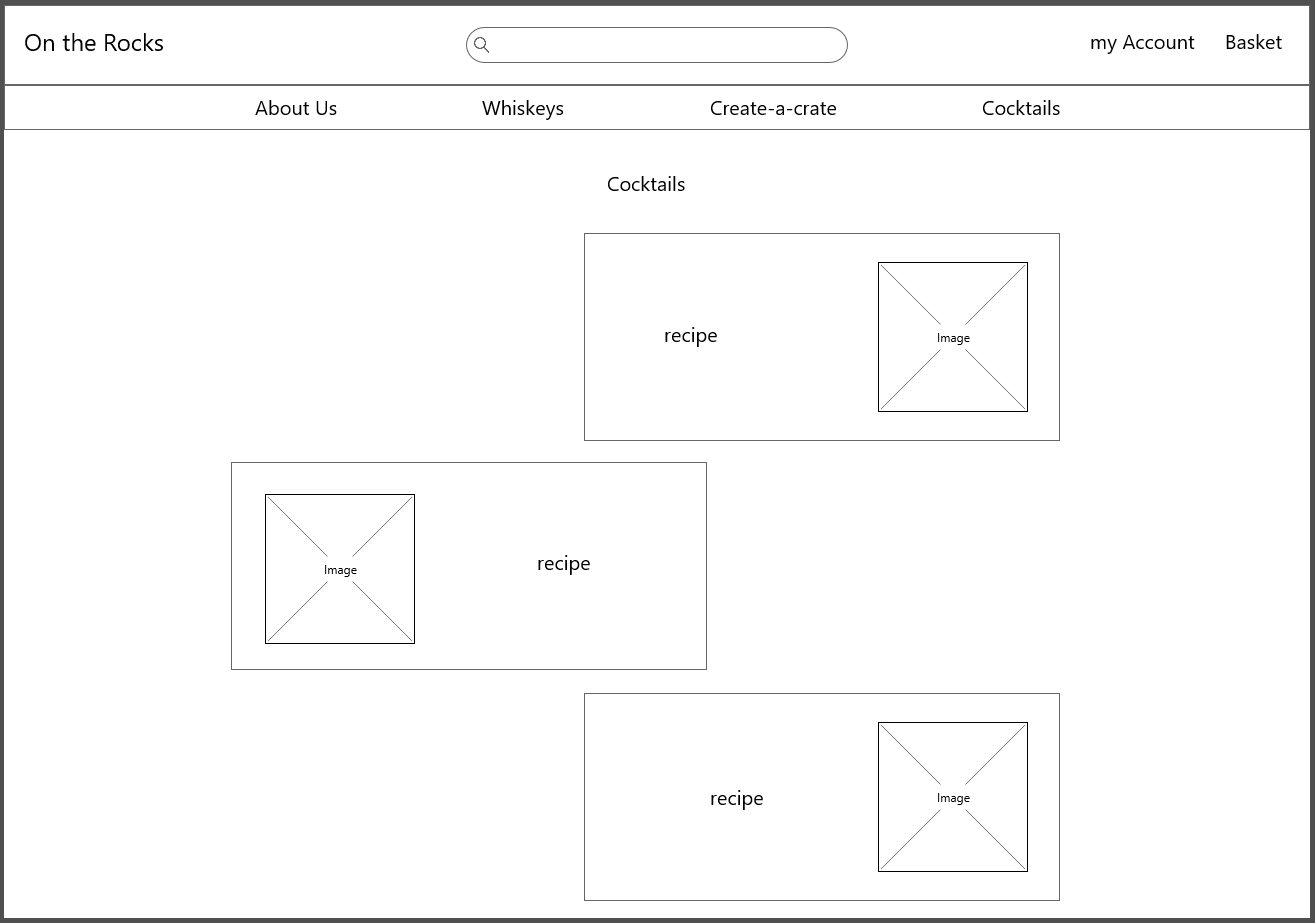 On the Rocks
my Account
Basket
About Us
Whiskeys
Create-a-crate
Cocktails
Cocktails
recipe
Image
Image
recipe
recipe
Image